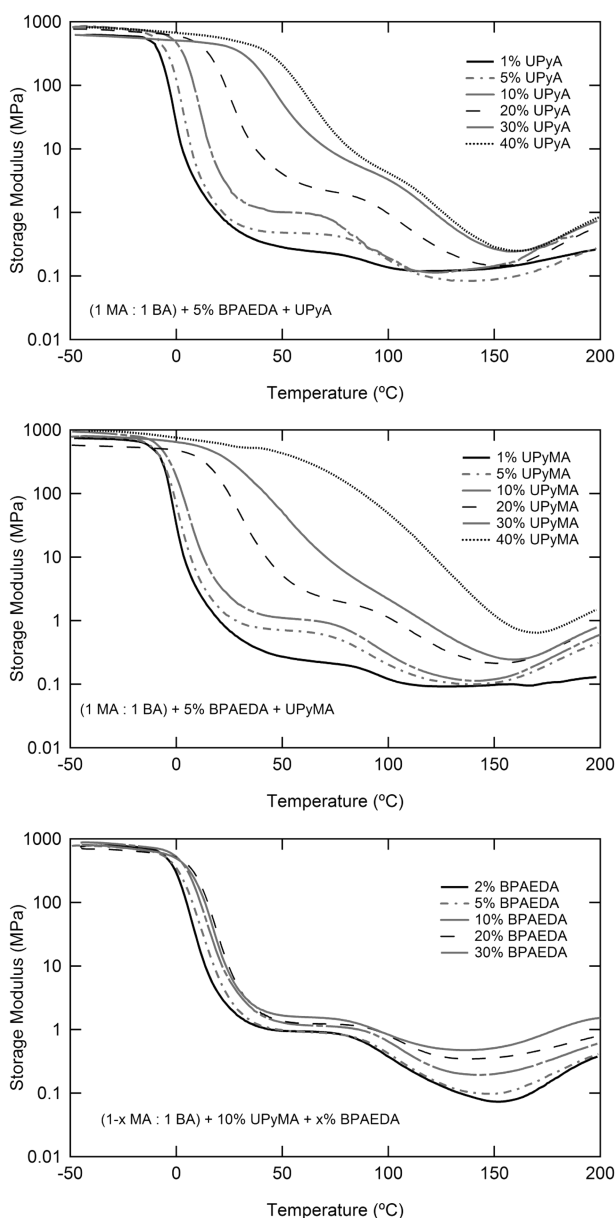 1000
100
10
1
0.1
0.01
Storage Modulus (MPa)
1% UPyA
5% UPyA
10% UPyA
20% UPyA
30% UPyA
40% UPyA
(1 MA : 1 BA) + 5% BPAEDA + UPyA
-50 0 50 100 150 200
Temperature (ºC)
1000
100
10
1
0.1
0.01
Storage Modulus (MPa)
1% UPyMA
5% UPyMA
10% UPyMA
20% UPyMA
30% UPyMA
40% UPyMA
(1 MA : 1 BA) + 5% BPAEDA + UPyMA
-50 0 50 100 150 200
Temperature (ºC)
1000
100
10
1
0.1
0.01
Storage Modulus (MPa)
2% BPAEDA
5% BPAEDA
10% BPAEDA
20% BPAEDA
30% BPAEDA
(1-x MA : 1 BA) + 10% UPyMA + x% BPAEDA
-50 0 50 100 150 200
Temperature (ºC)